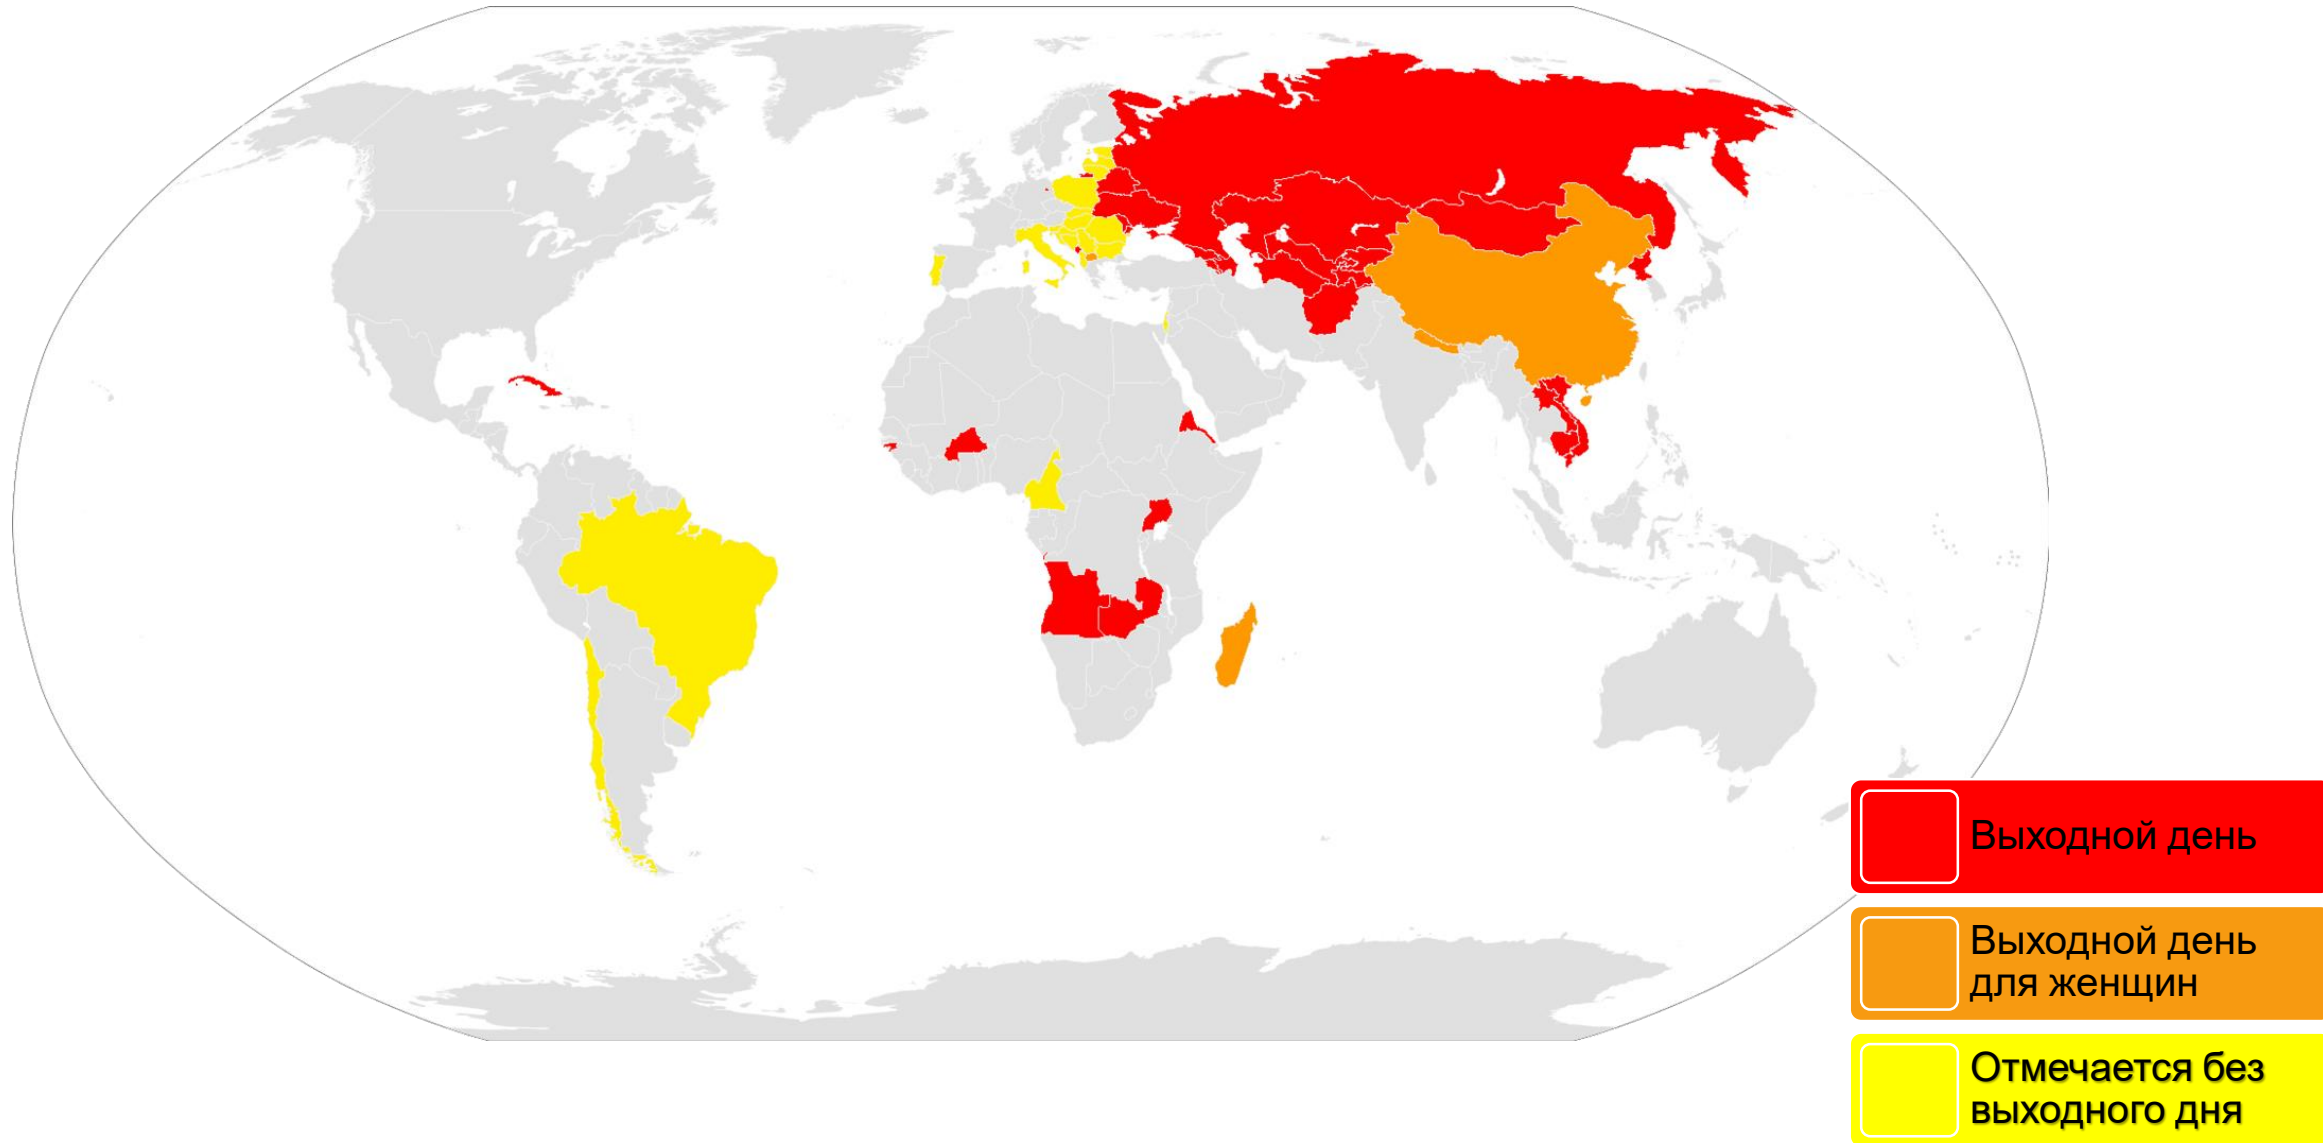 Выходной день
Выходной день
для женщин
Отмечается без
выходного дня